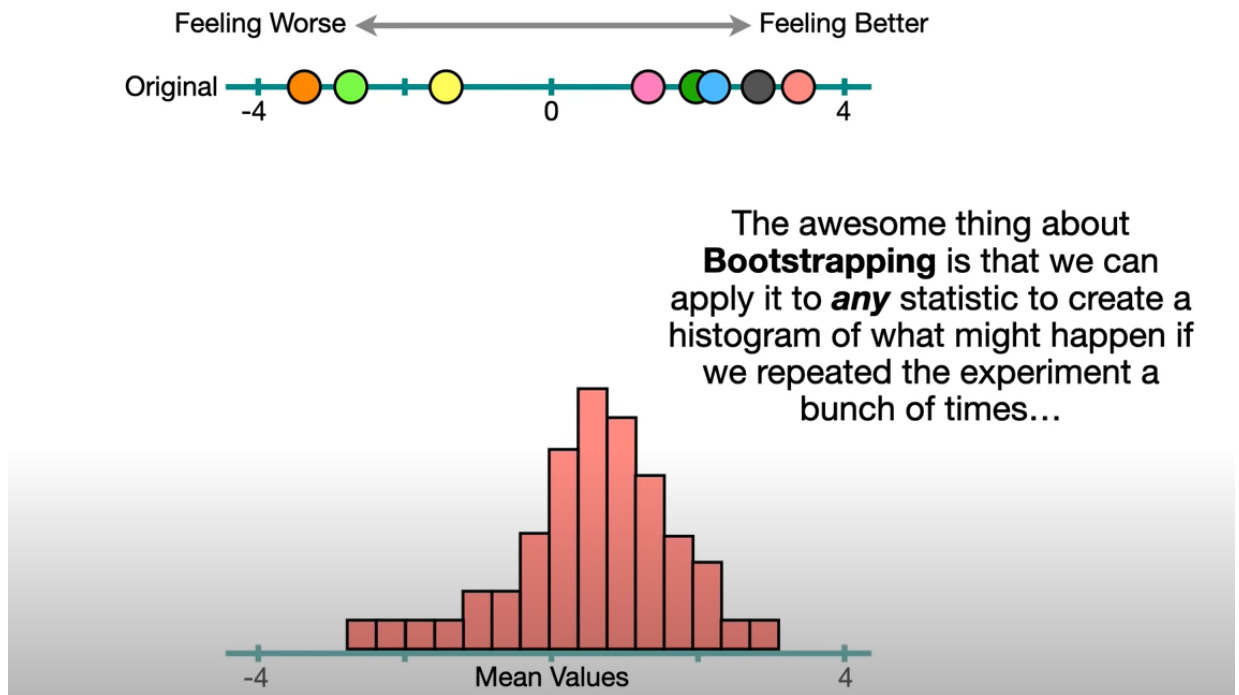 Feeling Worse Feeling Better
Original
-4 0 4
The awesome thing about
Bootstrapping is that we can
apply it to any statistic to create a
histogram of what might happen if
we repeated the experiment a
bunch of times…
-4 Mean Values 4